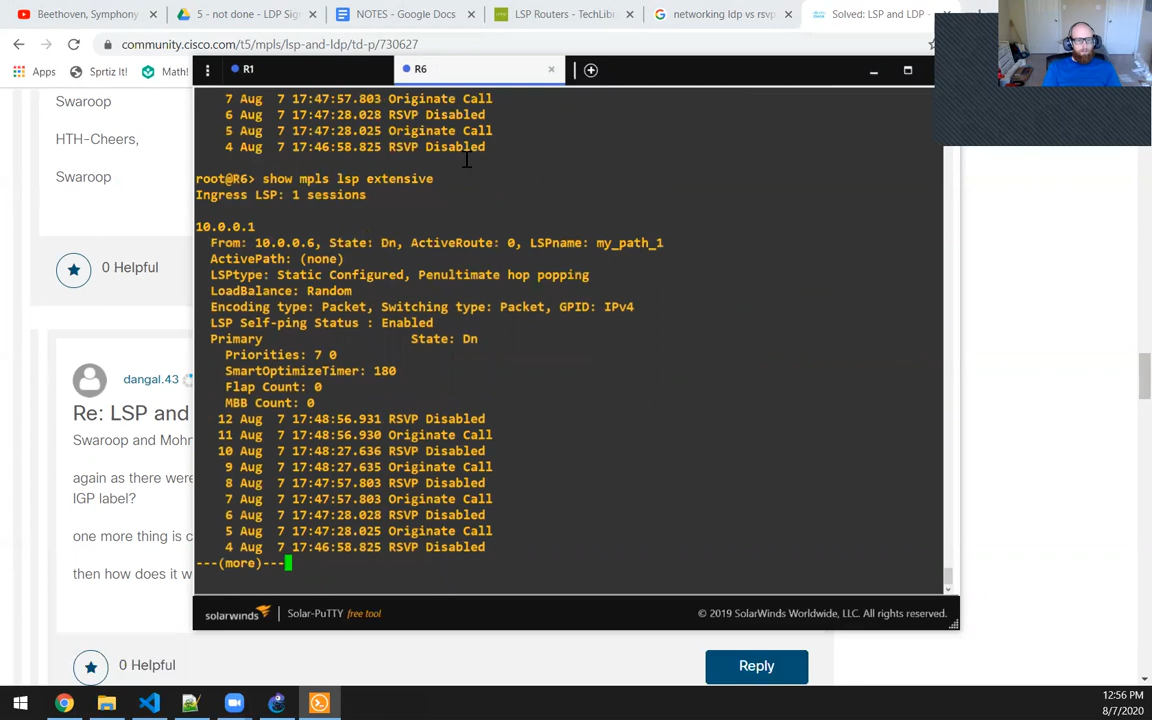 Beethoven, Symphony
5 - not done - LDP Sig
NOTES - Google Docs
LSP Routers - TechLib
networking ldp vs rsvp
Solved: LSP and LDP -
community.cisco.com/t5/mpls/lsp-and-ldp/td-p/730627
Apps
Sprtiz It!
Math!
R1
R6
Swaroop
HTH-Cheers,
Swaroop
0 Helpful
dangal.43
Re: LSP and
Swaroop and Mohn
again as there were
IGP label?
one more thing is c
then how does it w
0 Helpful
Reply
7 Aug 7 17:47:57.803 Originate Call
6 Aug 7 17:47:28.028 RSVP Disabled
5 Aug 7 17:47:28.025 Originate Call
4 Aug 7 17:46:58.825 RSVP Disabled
root@R6> show mpls lsp extensive
Ingress LSP: 1 sessions
10.0.0.1
From: 10.0.0.6, State: Dn, ActiveRoute: 0, LSPname: my_path_1
ActivePath: (none)
LSPtype: Static Configured, Penultimate hop popping
LoadBalance: Random
Encoding type: Packet, Switching type: Packet, GPID: IPv4
LSP Self-ping Status : Enabled
Primary State: Dn
Priorities: 7 0
SmartOptimizeTimer: 180
Flap Count: 0
MBB Count: 0
12 Aug 7 17:48:56.931 RSVP Disabled
11 Aug 7 17:48:56.930 Originate Call
10 Aug 7 17:48:27.636 RSVP Disabled
9 Aug 7 17:48:27.635 Originate Call
8 Aug 7 17:47:57.803 RSVP Disabled
7 Aug 7 17:47:57.803 Originate Call
6 Aug 7 17:47:28.028 RSVP Disabled
5 Aug 7 17:47:28.025 Originate Call
4 Aug 7 17:46:58.825 RSVP Disabled
---(more)---
solarwinds Solar-PuTTY free tool
© 2019 SolarWinds Worldwide, LLC. All rights reserved.
12:56 PM
8/7/2020